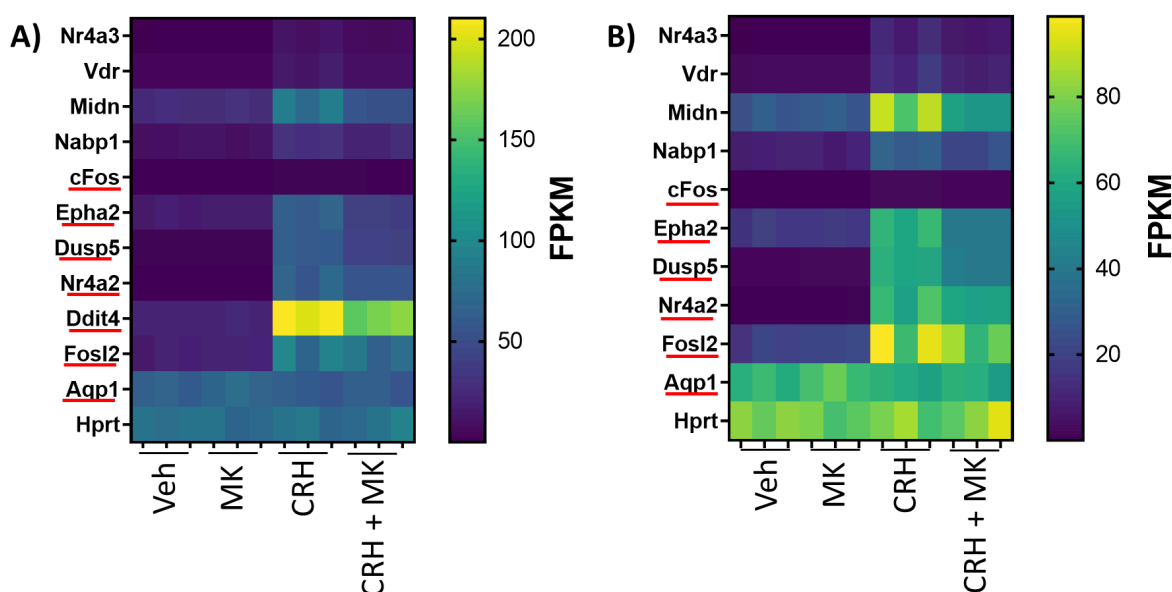 A)
Nr4a3
Vdr
Midn
Nabp1
cFos
Epha2
Dusp5
Nr4a2
Ddit4
Fosl2
Aqp1
Hprt
Veh
MK
CRH
CRH + MK
200
150
100
50
FPKM
B)
Nr4a3
Vdr
Midn
Nabp1
cFos
Epha2
Dusp5
Nr4a2
Fosl2
Aqp1
Hprt
Veh
MK
CRH
CRH + MK
80
60
40
20
FPKM